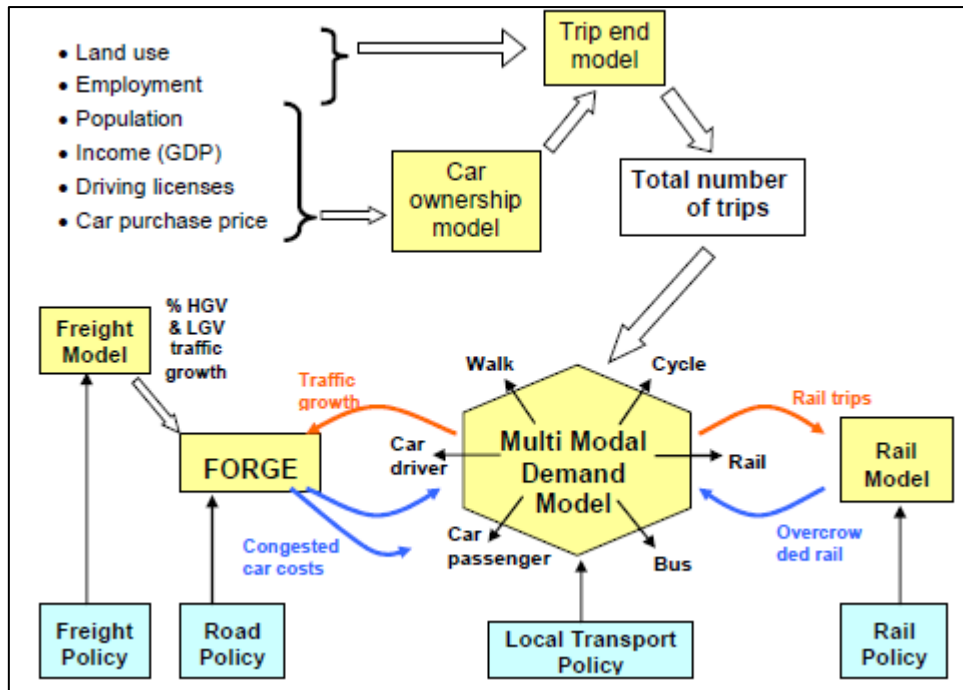 • Land use
• Employment
• Population
• Income (GDP)
• Driving licenses
• Car purchase price
Trip end
model
Car
ownership
model
Total number
of trips
Freight
Model
% HGV
& LGV
traffic
growth
Traffic
growth
Walk
Cycle
Rail trips
FORGE
Car
driver
Multi Modal
Demand
Model
Rail
Rail
Model
Congested
car costs
Car
passenger
Bus
Overcrow
ded rail
Freight
Policy
Road
Policy
Local Transport
Policy
Rail
Policy